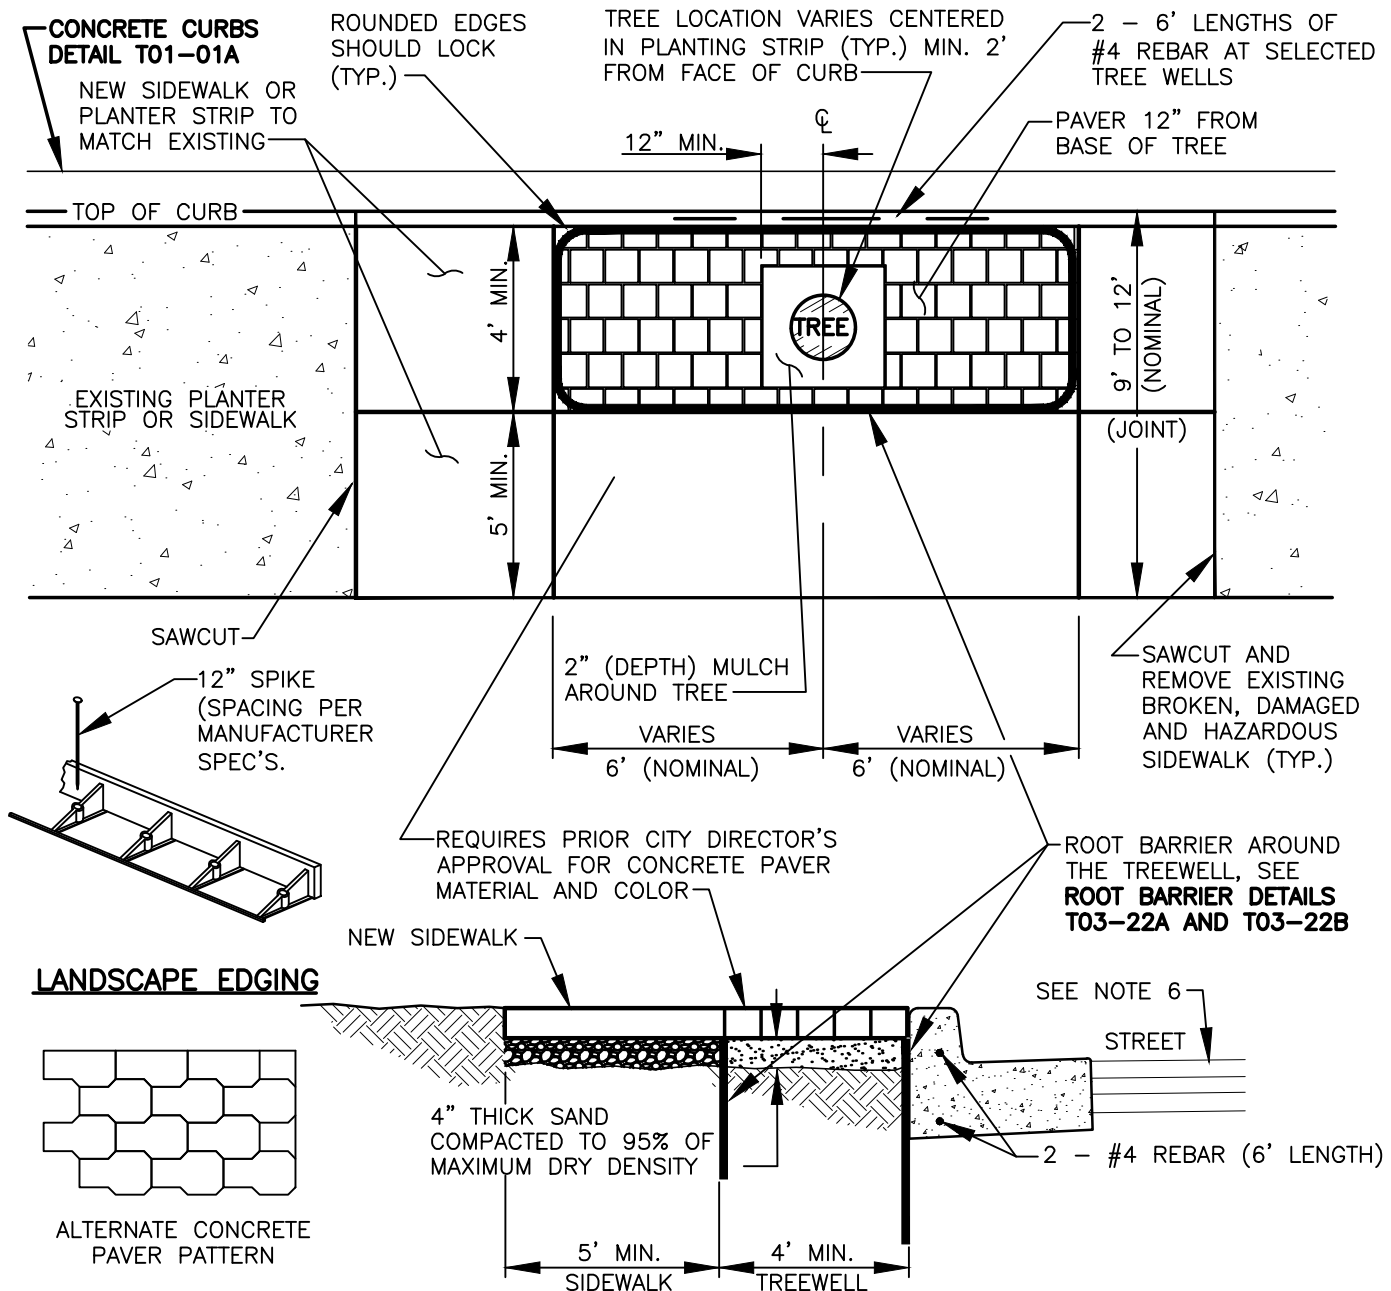 CONCRETE CURBS
DETAIL T01-01A
NEW SIDEWALK OR
PLANTER STRIP TO
MATCH EXISTING
ROUNDED EDGES
SHOULD LOCK
(TYP.)
TREE LOCATION VARIES CENTERED
IN PLANTING STRIP (TYP.) MIN. 2'
FROM FACE OF CURB
2 - 6' LENGTHS OF
#4 REBAR AT SELECTED
TREE WELLS
12" MIN.
℄
PAVER 12" FROM
BASE OF TREE
TOP OF CURB
4' MIN.
TREE
9' TO 12'
(NOMINAL)
EXISTING PLANTER
STRIP OR SIDEWALK
(JOINT)
5' MIN.
SAWCUT
12" SPIKE
(SPACING PER
MANUFACTURER
SPEC'S.
2" (DEPTH) MULCH
AROUND TREE
SAWCUT AND
REMOVE EXISTING
BROKEN, DAMAGED
AND HAZARDOUS
SIDEWALK (TYP.)
VARIES
6' (NOMINAL)
VARIES
6' (NOMINAL)
REQUIRES PRIOR CITY DIRECTOR'S
APPROVAL FOR CONCRETE PAVER
MATERIAL AND COLOR
ROOT BARRIER AROUND
THE TREEWELL, SEE
ROOT BARRIER DETAILS
T03-22A AND T03-22B
NEW SIDEWALK
LANDSCAPE EDGING
SEE NOTE 6
STREET
4" THICK SAND
COMPACTED TO 95% OF
MAXIMUM DRY DENSITY
2 - #4 REBAR (6' LENGTH)
ALTERNATE CONCRETE
PAVER PATTERN
5' MIN.
SIDEWALK
4' MIN.
TREEWELL